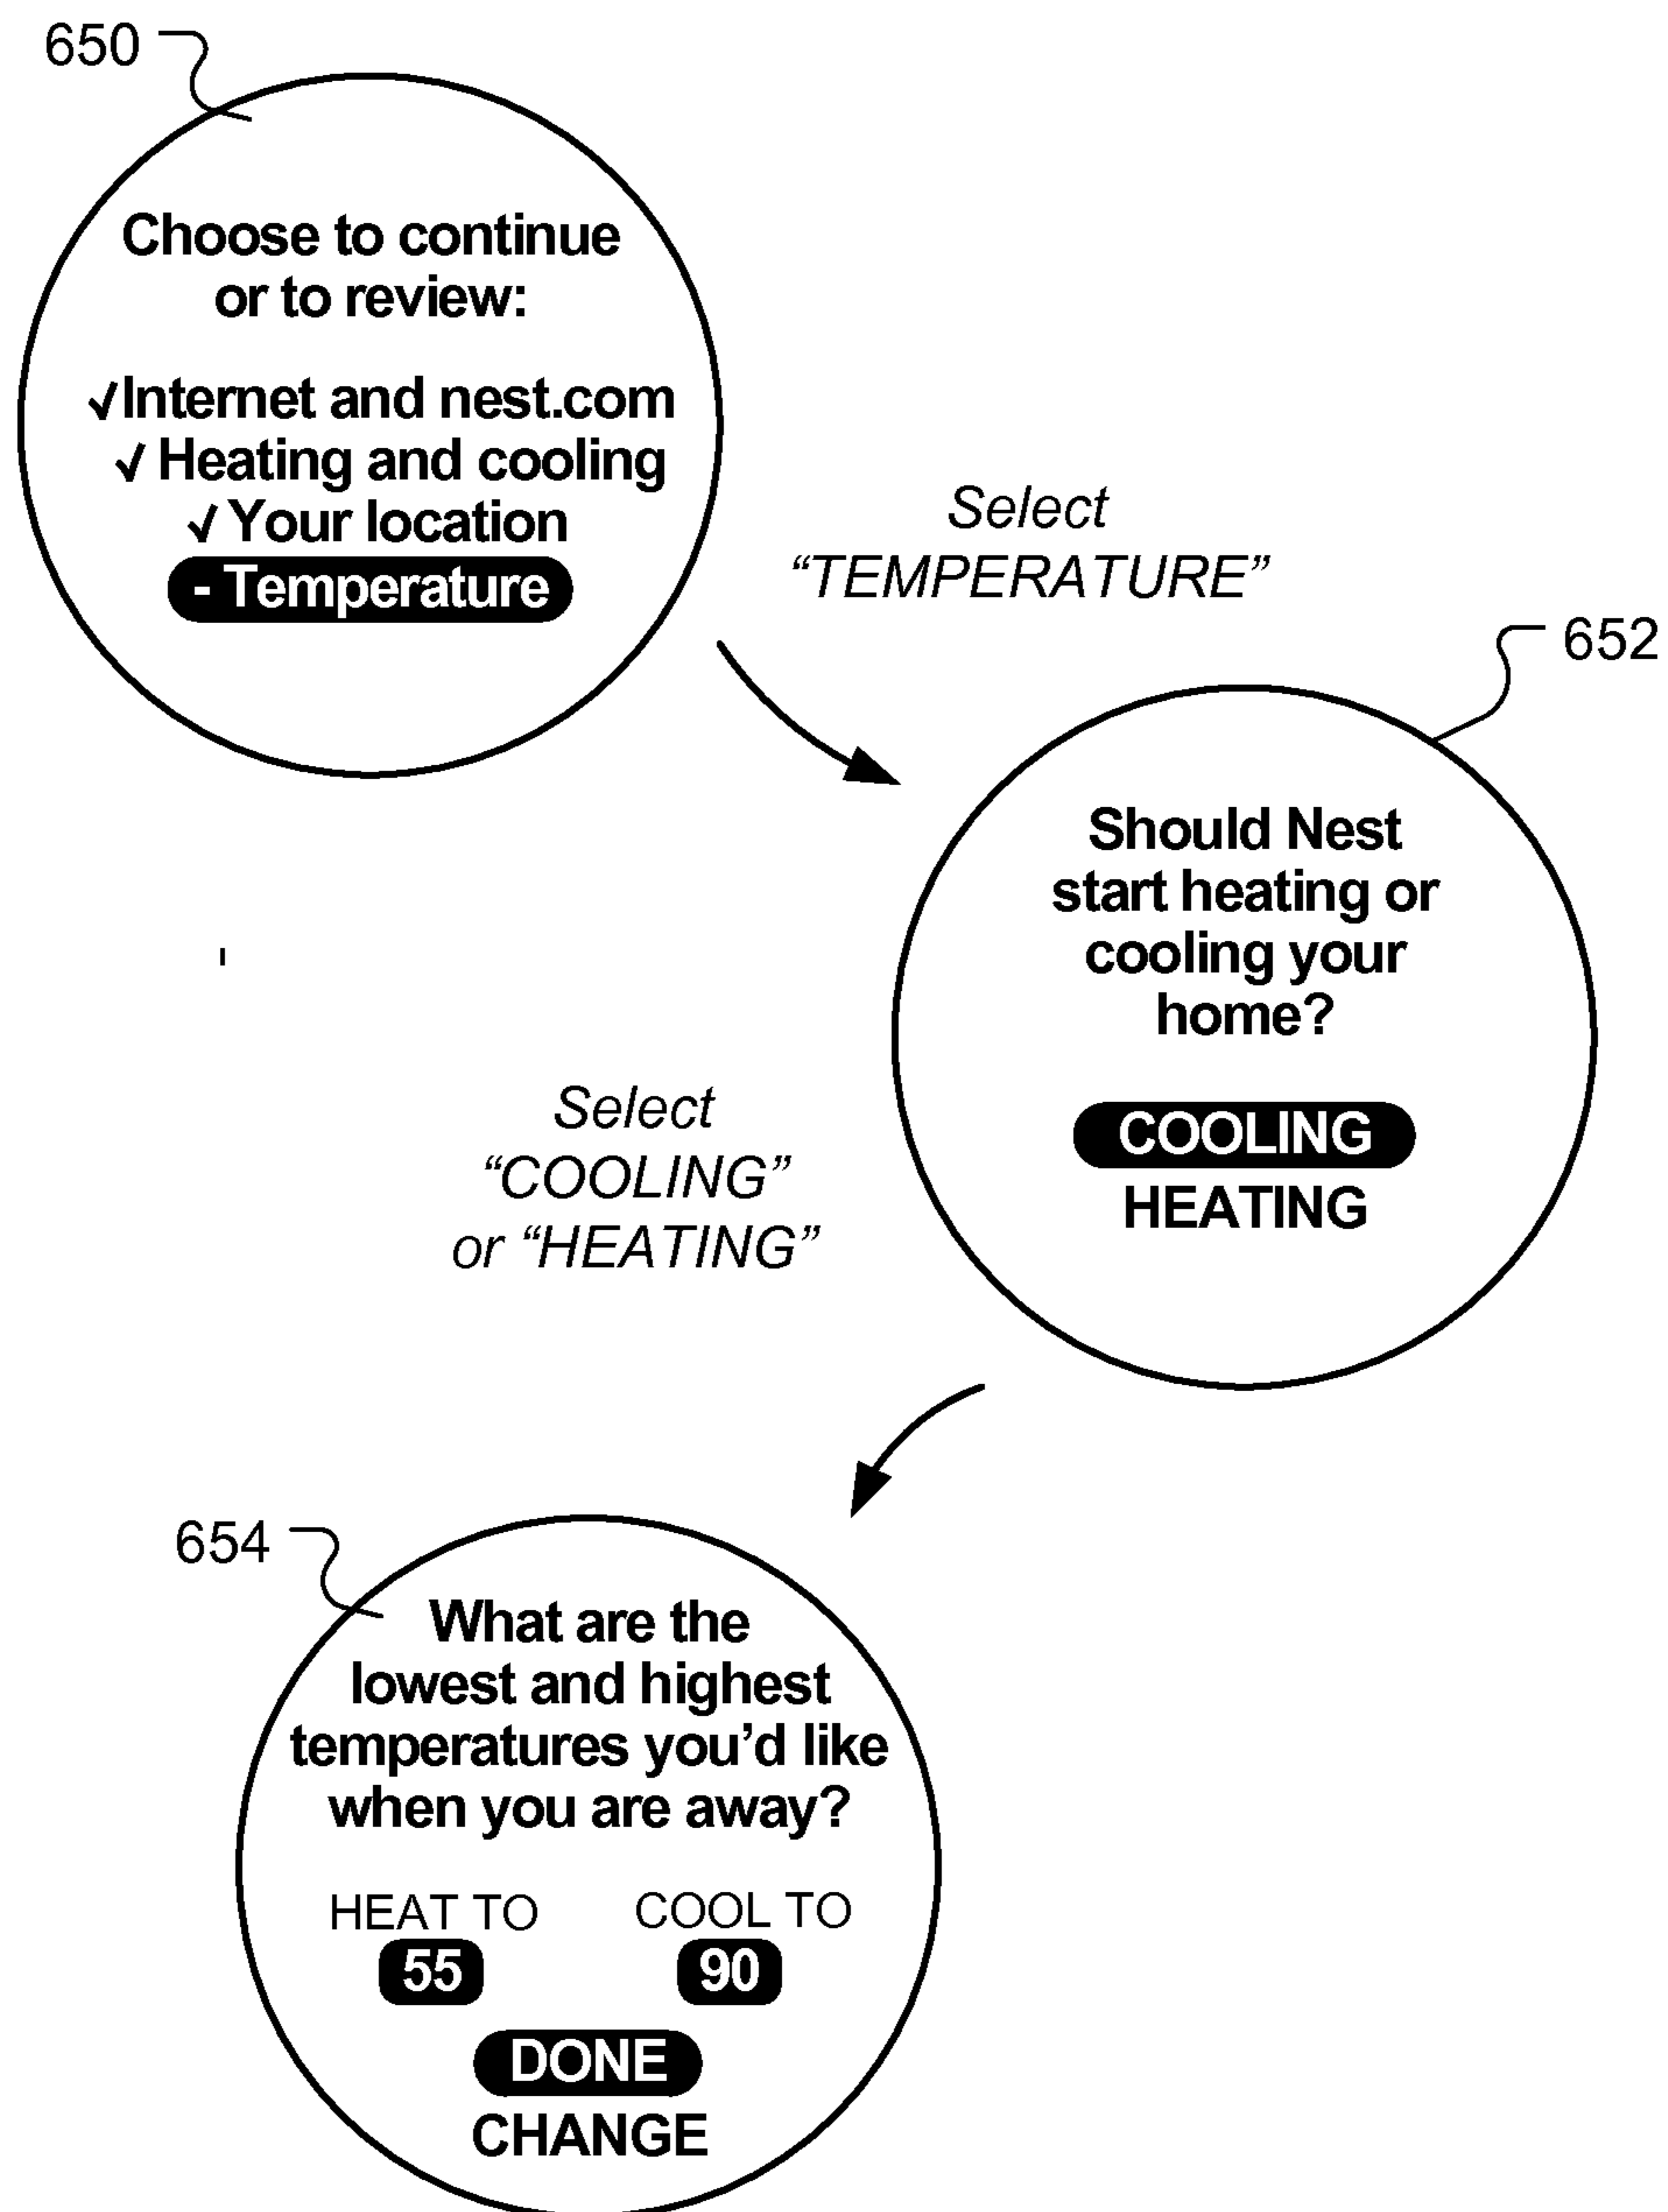 650
Choose to continue
or to review:
√Internet and nest.com
√ Heating and cooling
√ Your location
- Temperature
Select
“TEMPERATURE”
652
Should Nest
start heating or
cooling your
home?
COOLING
HEATING
Select
“COOLING”
or “HEATING”
654
What are the
lowest and highest
temperatures you’d like
when you are away?
HEAT TO COOL TO
55 90
DONE
CHANGE